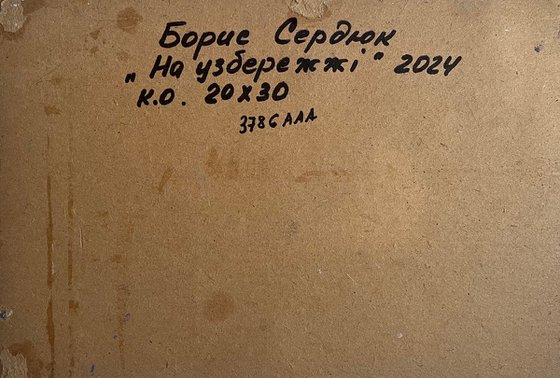 Борис Сердюк
„На узбережжі“ 2024
к.о. 20х30
3786ААА